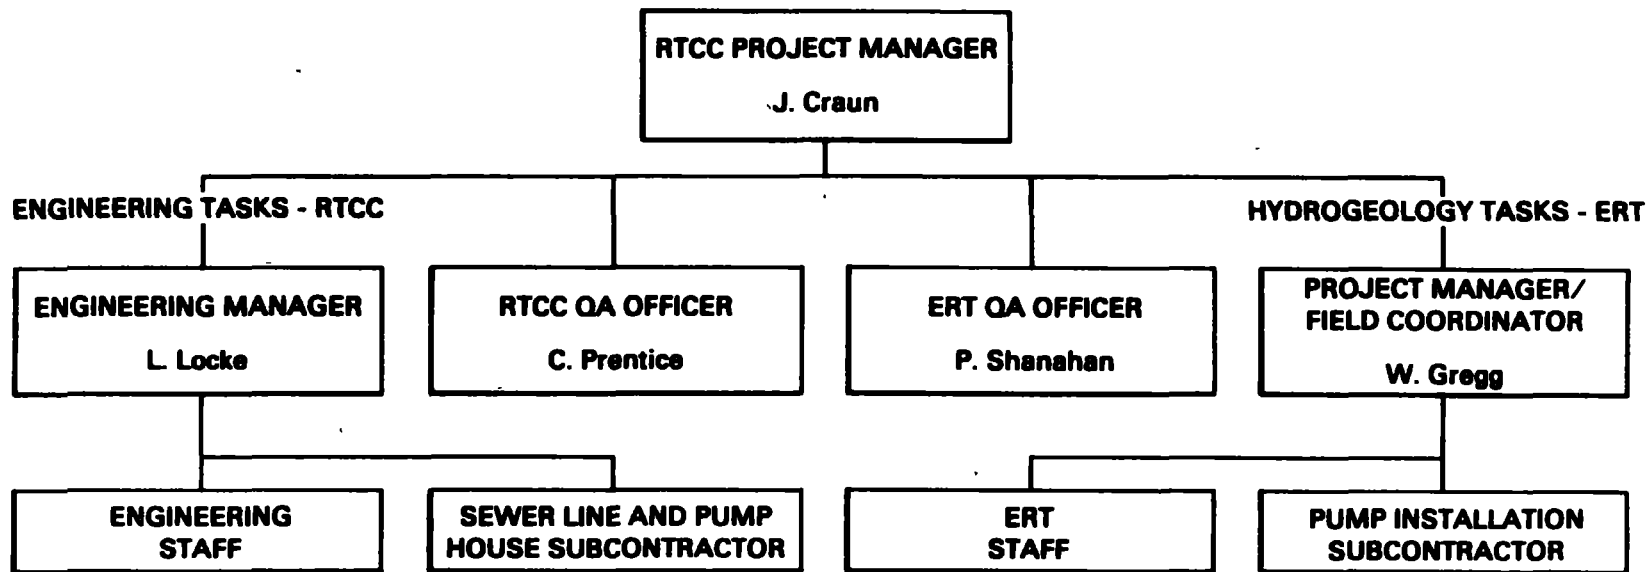 RTCC PROJECT MANAGER
J. Craun
ENGINEERING TASKS - RTCC
HYDROGEOLOGY TASKS - ERT
ENGINEERING MANAGER
L. Locke
RTCC QA OFFICER
C. Prentice
ERT QA OFFICER
P. Shanahan
PROJECT MANAGER/
FIELD COORDINATOR
W. Gregg
ENGINEERING
STAFF
SEWER LINE AND PUMP
HOUSE SUBCONTRACTOR
ERT
STAFF
PUMP INSTALLATION
SUBCONTRACTOR